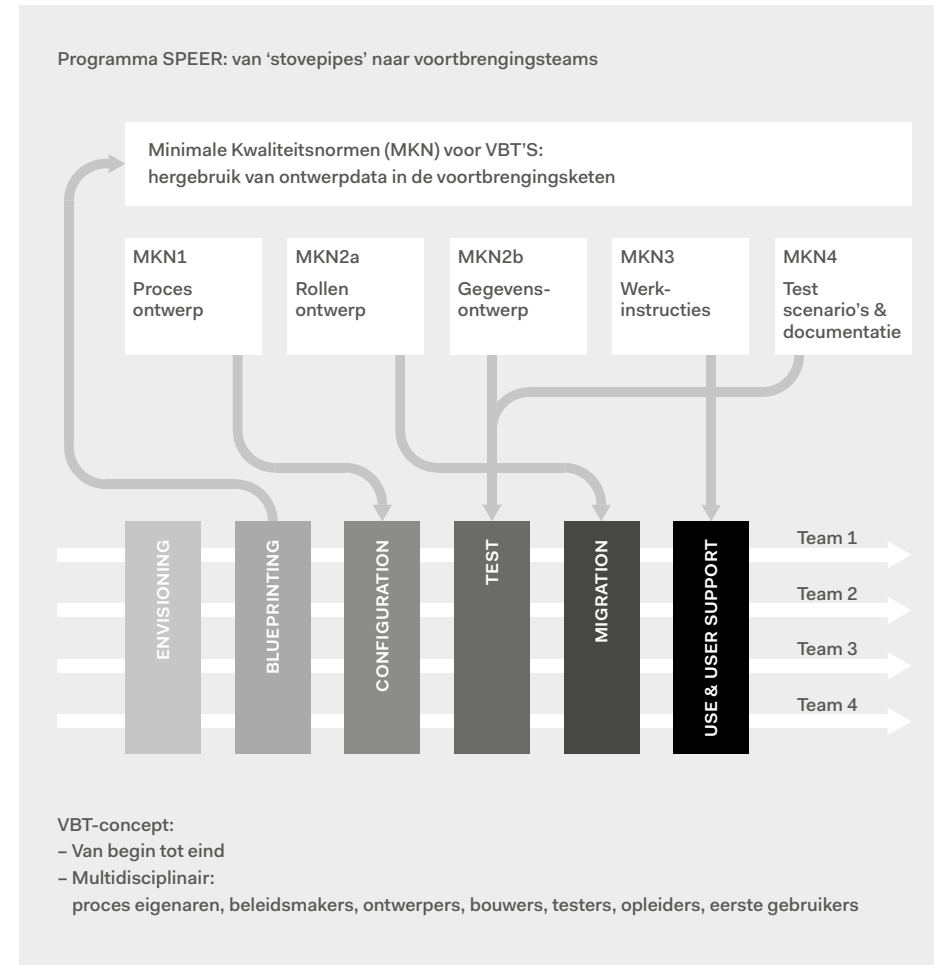 Programma SPEER: van ‘stovepipes’ naar voortbrengingsteams
Minimale Kwaliteitsnormen (MKN) voor VBT’S:
hergebruik van ontwerpdata in de voortbrengingsketen
MKN1
Proces
ontwerp
MKN2a
Rollen
ontwerp
MKN2b
Gegevens-
ontwerp
MKN3
Werk-
instructies
MKN4
Test
scenario’s &
documentatie
ENVISIONING
BLUEPRINTING
CONFIGURATION
TEST
MIGRATION
USE & USER SUPPORT
Team 1
Team 2
Team 3
Team 4
VBT-concept:
– Van begin tot eind
– Multidisciplinair:
proces eigenaren, beleidsmakers, ontwerpers, bouwers, testers, opleiders, eerste gebruikers